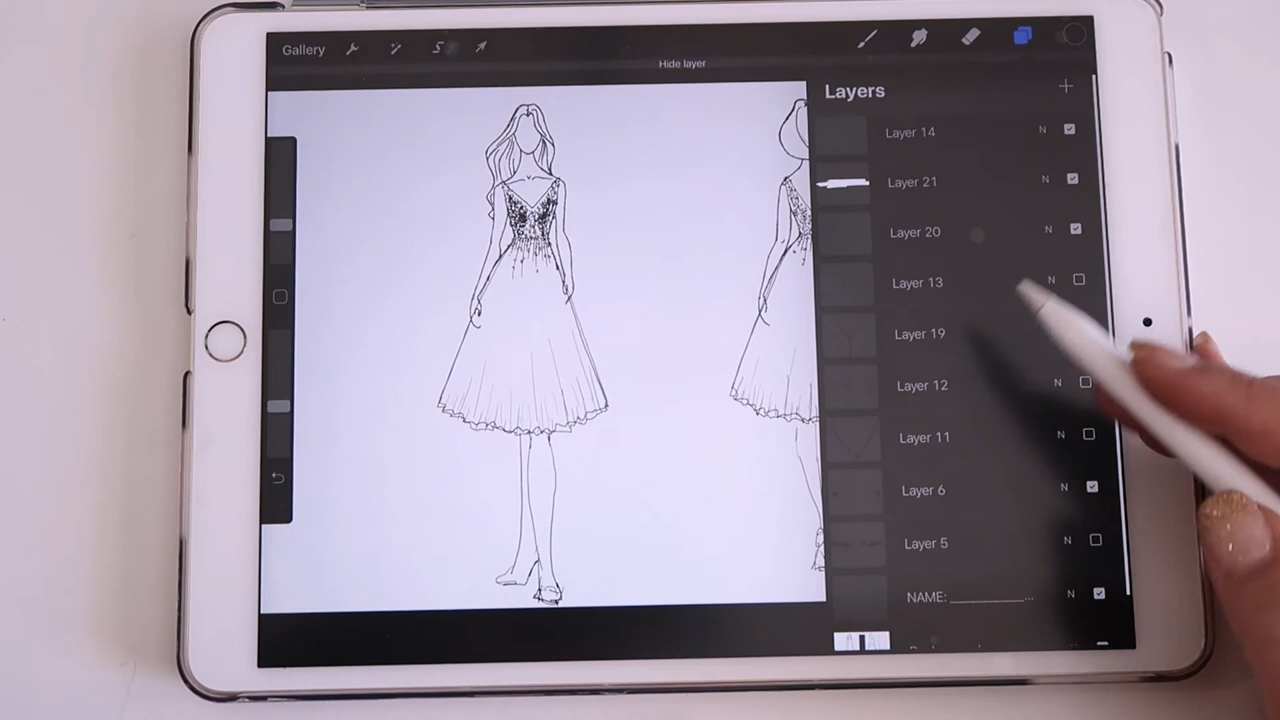 Gallery
Hide layer
Layers
Layer 14 N
Layer 21 N
Layer 20 N
Layer 13 N
Layer 19
Layer 12 N
Layer 11 N
Layer 6 N
Layer 5 N
NAME: ______________... N